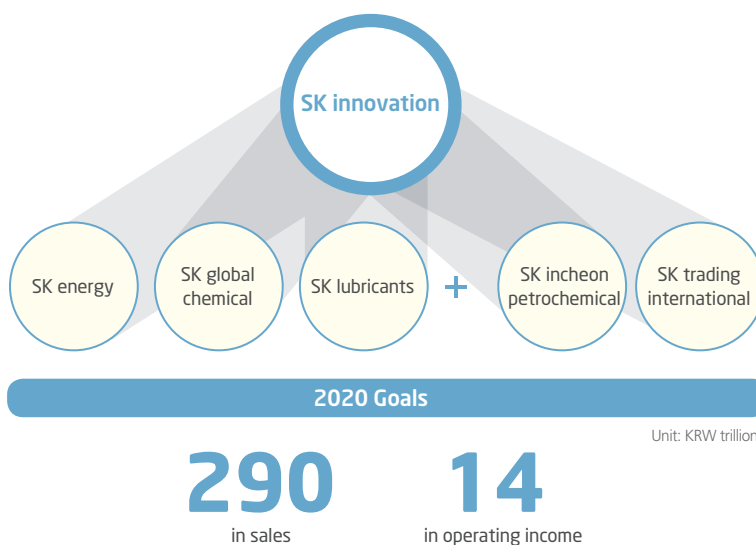 SK innovation
SK energy
SK global
chemical
SK lubricants
+
SK incheon
petrochemical
SK trading
international
2020 Goals
Unit: KRW trillion
290
14
in sales
in operating income